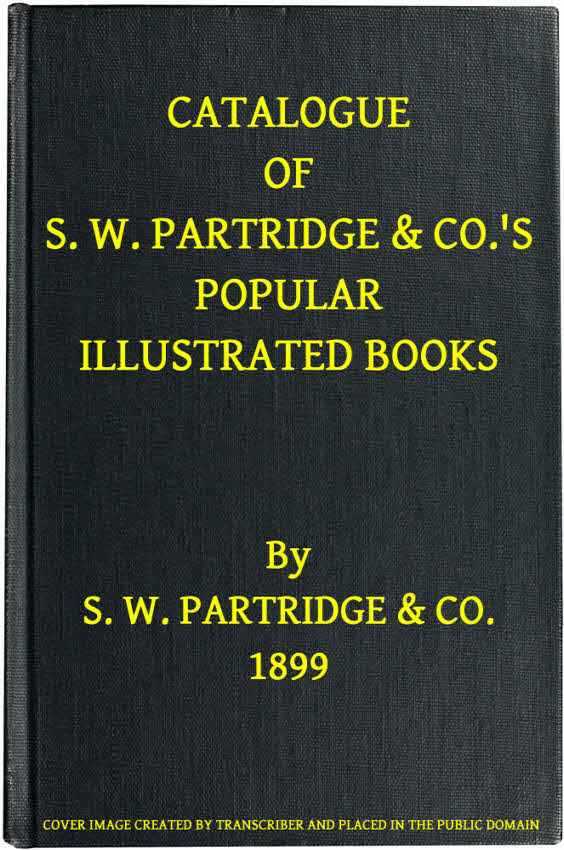 CATALOGUE
OF
S. W. PARTRIDGE & CO.'S
POPULAR
ILLUSTRATED BOOKS
By
S. W. PARTRIDGE & CO.
1899
COVER IMAGE CREATED BY TRANSCRIBER AND PLACED IN THE PUBLIC DOMAIN